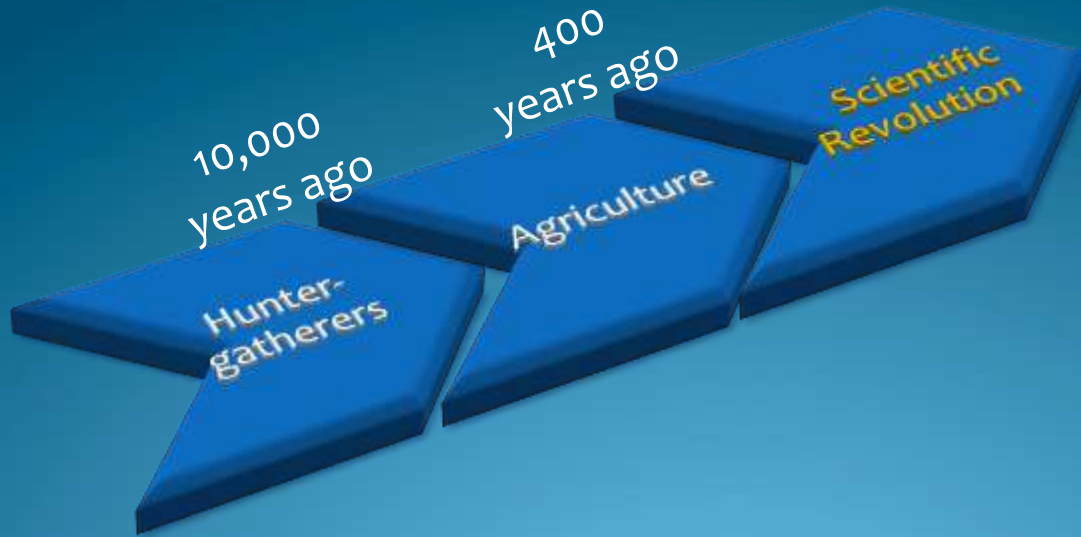 10,000
years ago
400
years ago
Hunter-
gatherers
Agriculture
Scientific
Revolution